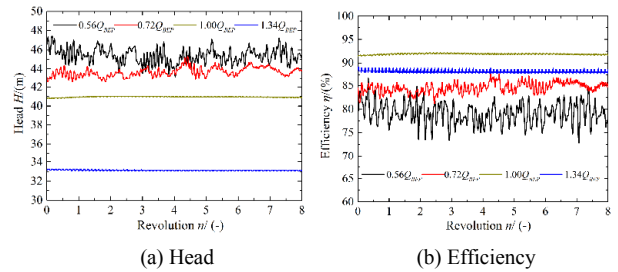 0.56Q_BEP 0.72Q_BEP 1.00Q_BEP 1.34Q_BEP
48
46
44
42
40
38
36
34
32
Head H/(m)
0 1 2 3 4 5 6 7 8
Revolution n/ (-)
(a) Head
95
90
85
80
75
70
65
60
Efficiency η/(%)
0.56Q_BEP 0.72Q_BEP 1.00Q_BEP 1.34Q_BEP
0 1 2 3 4 5 6 7 8
Revolution n/ (-)
(b) Efficiency